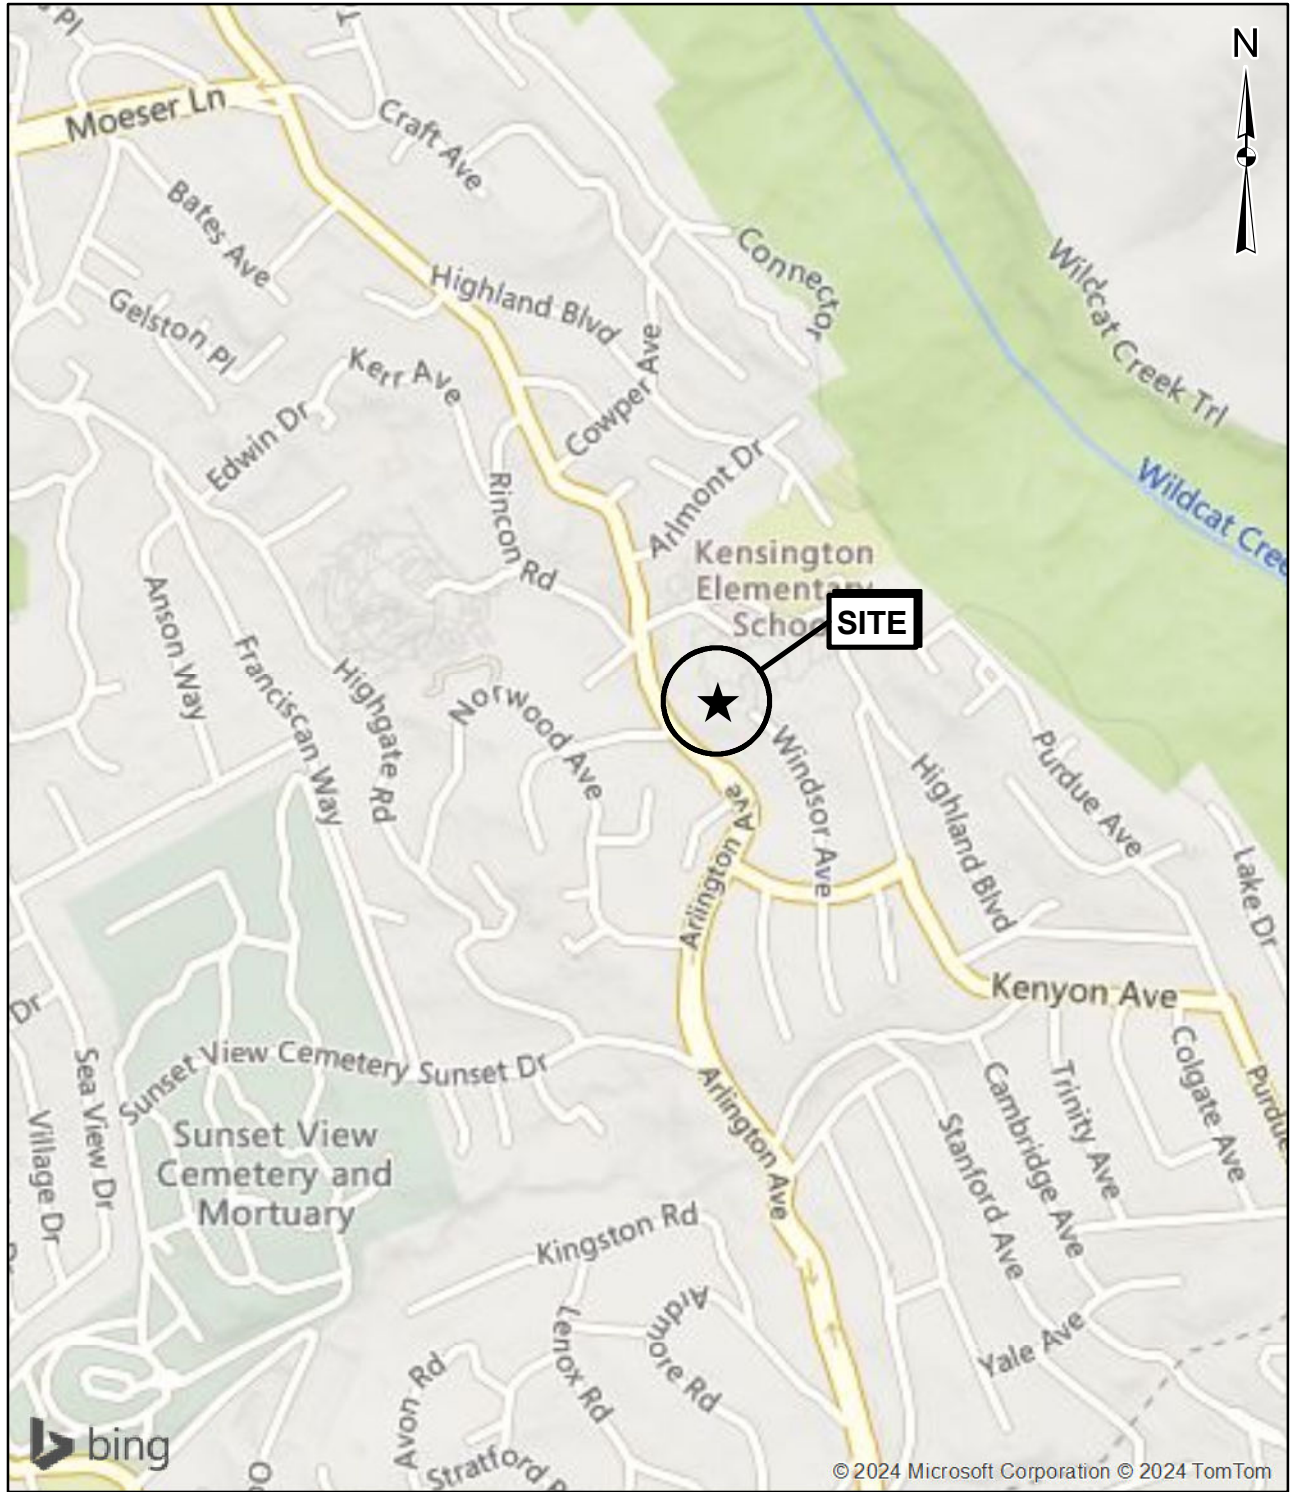 Pl
N
Moeser Ln
Craft Ave
Bates Ave
Connector
Wildcat Creek Trl
Highland Blvd
Gelston Pl
Kerr Ave
Cowper Ave
Edwin Dr
Arlmont Dr
Wildcat Cree
Rincon Rd
Kensington
Elementary
Schoo
SITE
Anson Way
Franciscan Way
Highgate Rd
Norwood Ave
Windsor Ave
Purdue Ave
Highland Blvd
Arlington Ave
Lake Dr
Kenyon Ave
Dr
Sea View Dr
Sunset View Cemetery
Sunset Dr
Village Dr
Sunset View
Cemetery and
Mortuary
Arlington Ave
Stanford Ave
Cambridge Ave
Trinity Ave
Colgate Ave
Purdue
Kingston Rd
Ardmore Rd
Lenox Rd
Yale Ave
Avon Rd
Stratford
bing
© 2024 Microsoft Corporation © 2024 TomTom